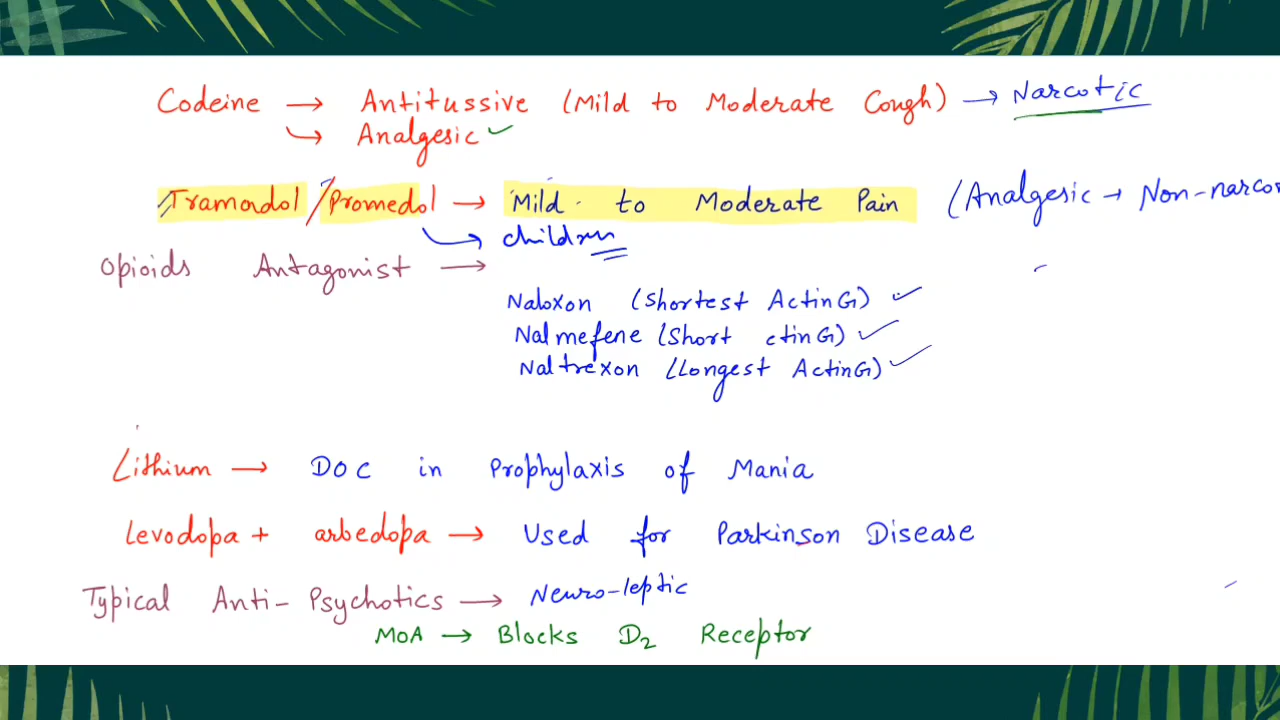 Codeine → Antitussive (Mild to Moderate Cough) → Narcotic
↳ Analgesic ✓
Tramadol / Promedol → Mild to Moderate Pain (Analgesic → Non-narco
↳ children
Opioids Antagonist →
Naloxon (Shortest Acting) ✓
Nalmefene (Short cting) ✓
Naltrexon (Longest Acting) ✓
Lithium → DOC in Prophylaxis of Mania
Levodopa + arbedopa → Used for Parkinson Disease
Typical Anti-Psychotics → Neuro-leptic
MOA → Blocks D₂ Receptor